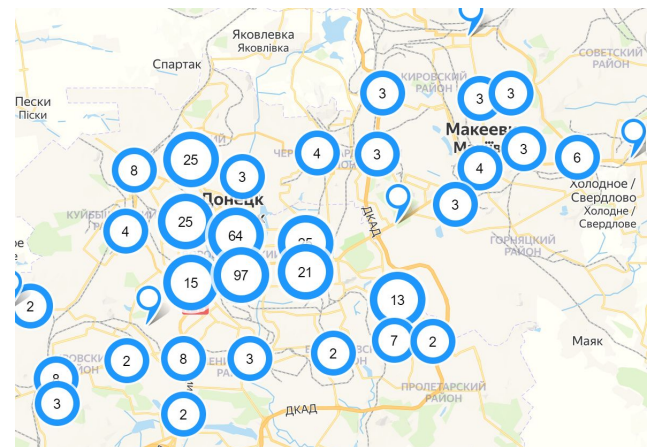 Яковлевка
Яковлівка
Спартак
Пески
Піски
СОВЕТСКИЙ
РАЙОН
КИРОВСКИЙ
РАЙОН
3
3
3
Макеев
4
3
3
4
6
25
8
3
Донецк
Холодное /
Свердлово
Холодне /
Свердлове
3
25
4
64
ДКАД
ГОРНЯЦКИЙ
РАЙОН
97
21
15
13
2
7
2
Маяк
2
8
3
2
РАЙОН
8
3
ПРОЛЕТАРСКИЙ
РАЙОН
2
ДКАД